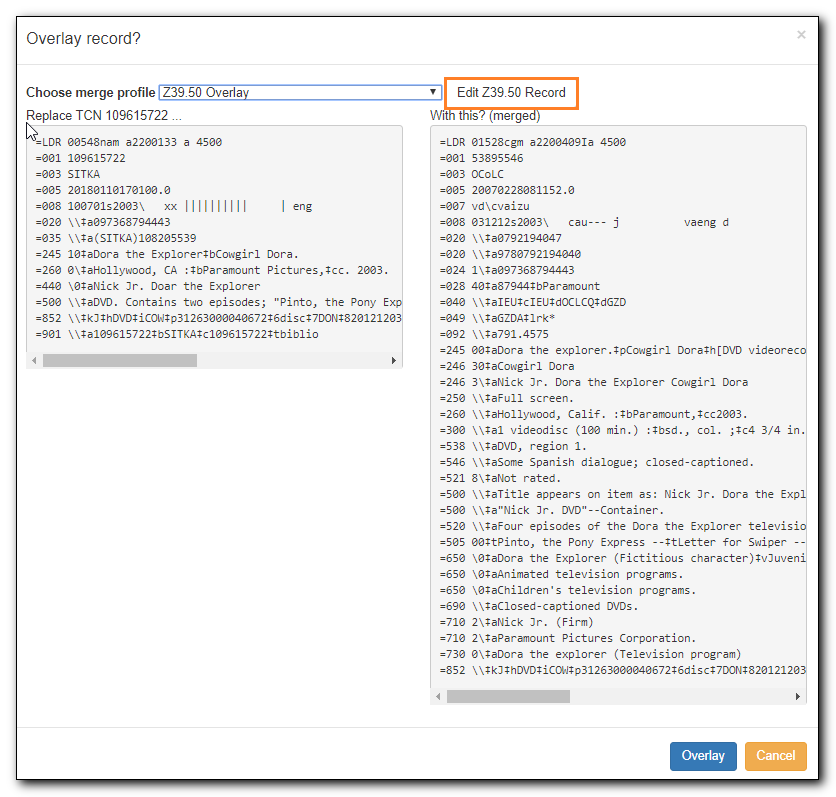 Overlay record?
×
Choose merge profile Z39.50 Overlay Edit Z39.50 Record
Replace TCN 109615722 ...
=LDR 00548nam a2200133 a 4500
=001 109615722
=003 SITKA
=005 20180110170100.0
=008 100701s2003\   xx ||||||||||     | eng
=020 \\‡a097368794443
=035 \\‡a(SITKA)108205539
=245 10‡aDora the Explorer‡bCowgirl Dora.
=260 0\‡aHollywood, CA :‡bParamount Pictures,‡cc. 2003.
=440 \0‡aNick Jr. Doar the Explorer
=500 \\‡aDVD. Contains two episodes; "Pinto, the Pony Exp
=852 \\‡kJ‡hDVD‡iCOW‡p31263000040672‡6disc‡7DON‡820121203
=901 \\‡a109615722‡bSITKA‡c109615722‡tbiblio
With this? (merged)
=LDR 01528cgm a2200409Ia 4500
=001 53895546
=003 OCoLC
=005 20070228081152.0
=007 vd\cvaizu
=008 031212s2003\   cau--- j          vaeng d
=020 \\‡a0792194047
=020 \\‡a9780792194040
=024 1\‡a097368794443
=028 40‡a87944‡bParamount
=040 \\‡aIEU‡cIEU‡dOCLCQ‡dGZD
=049 \\‡aGZDA‡lrk*
=092 \\‡a791.4575
=245 00‡aDora the explorer.‡pCowgirl Dora‡h[DVD videoreco
=246 30‡aCowgirl Dora
=246 3\‡aNick Jr. Dora the Explorer Cowgirl Dora
=250 \\‡aFull screen.
=260 \\‡aHollywood, Calif. :‡bParamount,‡cc2003.
=300 \\‡a1 videodisc (100 min.) :‡bsd., col. ;‡c4 3/4 in.
=538 \\‡aDVD, region 1.
=546 \\‡aSome Spanish dialogue; closed-captioned.
=521 8\‡aNot rated.
=500 \\‡aTitle appears on item as: Nick Jr. Dora the Expl
=500 \\‡a"Nick Jr. DVD"--Container.
=520 \\‡aFour episodes of the Dora the Explorer televisio
=505 00‡tPinto, the Pony Express --‡tLetter for Swiper --
=650 \0‡aDora the Explorer (Fictitious character)‡vJuveni
=650 \0‡aAnimated television programs.
=650 \0‡aChildren's television programs.
=690 \\‡aClosed-captioned DVDs.
=710 2\‡aNick Jr. (Firm)
=710 2\‡aParamount Pictures Corporation.
=730 0\‡aDora the explorer (Television program)
=852 \\‡kJ‡hDVD‡iCOW‡p31263000040672‡6disc‡7DON‡820121203
Overlay Cancel